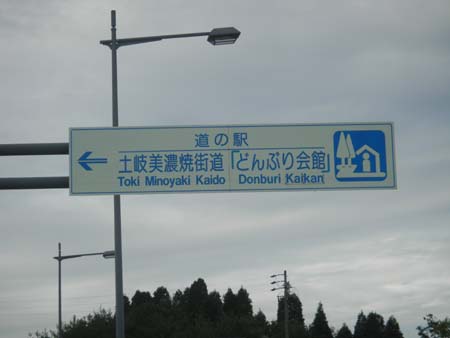 道の駅
土岐美濃焼街道「どんぶり会館」
Toki Minoyaki Kaido Donburi Kaikan